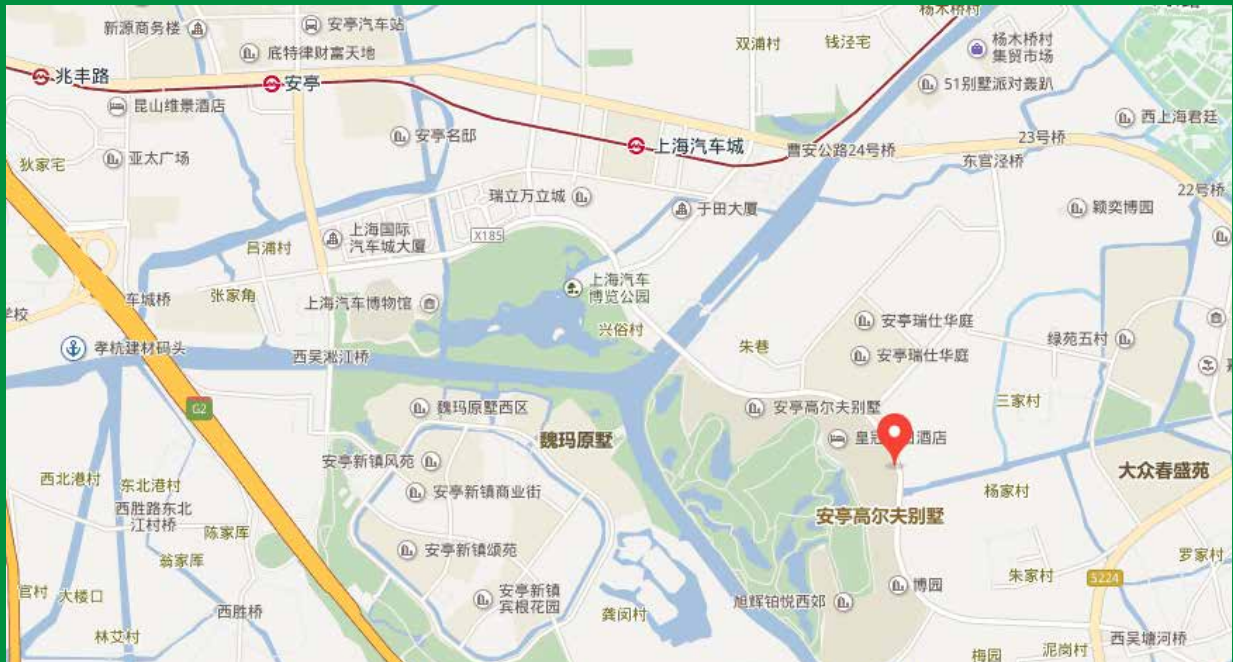 杨木桥村
新源商务楼
安亭汽车站
底特律财富天地
双浦村
钱泾宅
杨木桥村
集贸市场
兆丰路
安亭
51别墅派对轰趴
昆山维景酒店
西上海君廷
安亭名邸
上海汽车城
曹安公路24号桥
23号桥
狄家宅
亚太广场
东官泾桥
22号桥
瑞立万立城
于田大厦
颖奕博园
上海国际
汽车城大厦
X185
吕浦村
上海汽车
博览公园
车城桥
张家角
上海汽车博物馆
学校
兴俗村
安亭瑞仕华庭
孝杭建材码头
西吴淞江桥
朱巷
安亭瑞仕华庭
绿苑五村
G2
魏玛原墅西区
安亭高尔夫别墅
三家村
魏玛原墅
酒店
安亭新镇风苑
西北港村
东北港村
安亭新镇商业街
杨家村
大众春盛苑
西胜路东北
江村桥
安亭高尔夫别墅
陈家厍
翁家厍
安亭新镇颂苑
罗家村
官村
大楼口
安亭新镇
宾根花园
博园
朱家村
S224
西胜桥
龚闵村
旭辉铂悦西郊
林艾村
西吴塘河桥
梅园
泥岗村